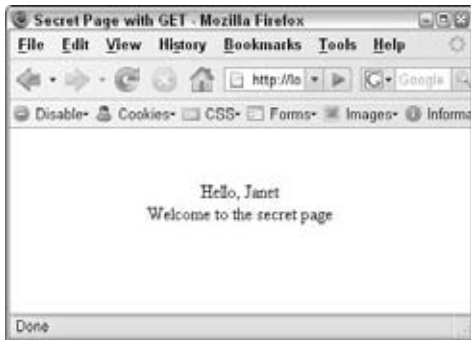 Secret Page with GET - Mozilla Firefox
File Edit View History Bookmarks Tools Help
http://lo Google
Disable Cookies CSS Forms Images Informa
Hello, Janet
Welcome to the secret page
Done